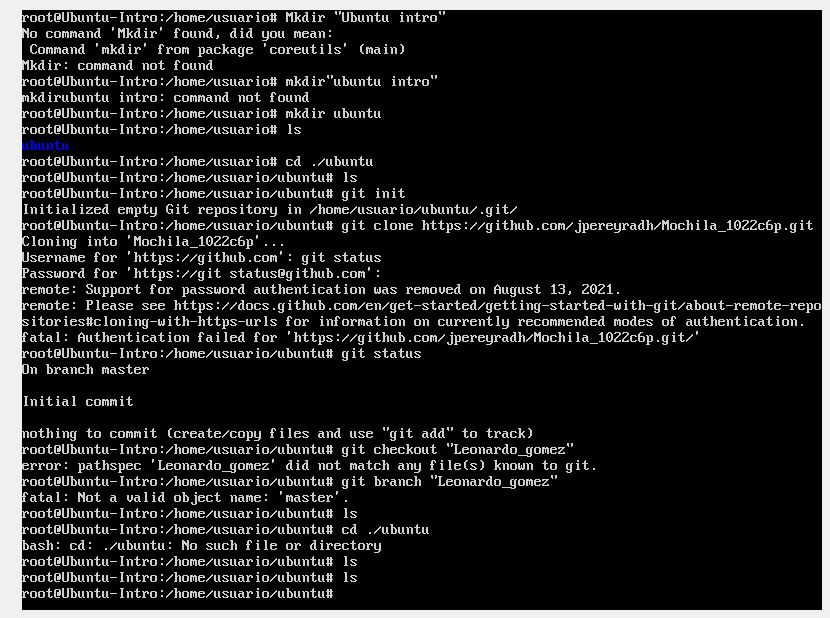 root@Ubuntu-Intro:/home/usuario# Mkdir "Ubuntu intro"
No command 'Mkdir' found, did you mean:
 Command 'mkdir' from package 'coreutils' (main)
Mkdir: command not found
root@Ubuntu-Intro:/home/usuario# mkdir"ubuntu intro"
mkdirubuntu intro: command not found
root@Ubuntu-Intro:/home/usuario# mkdir ubuntu
root@Ubuntu-Intro:/home/usuario# ls
ubuntu
root@Ubuntu-Intro:/home/usuario# cd ./ubuntu
root@Ubuntu-Intro:/home/usuario/ubuntu# ls
root@Ubuntu-Intro:/home/usuario/ubuntu# git init
Initialized empty Git repository in /home/usuario/ubuntu/.git/
root@Ubuntu-Intro:/home/usuario/ubuntu# git clone https://github.com/jpereyradh/Mochila_1022c6p.git
Cloning into 'Mochila_1022c6p'...
Username for 'https://github.com': git status
Password for 'https://git status@github.com':
remote: Support for password authentication was removed on August 13, 2021.
remote: Please see https://docs.github.com/en/get-started/getting-started-with-git/about-remote-repo
sitories#cloning-with-https-urls for information on currently recommended modes of authentication.
fatal: Authentication failed for 'https://github.com/jpereyradh/Mochila_1022c6p.git/'
root@Ubuntu-Intro:/home/usuario/ubuntu# git status
On branch master

Initial commit

nothing to commit (create/copy files and use "git add" to track)
root@Ubuntu-Intro:/home/usuario/ubuntu# git checkout "Leonardo_gomez"
error: pathspec 'Leonardo_gomez' did not match any file(s) known to git.
root@Ubuntu-Intro:/home/usuario/ubuntu# git branch "Leonardo_gomez"
fatal: Not a valid object name: 'master'.
root@Ubuntu-Intro:/home/usuario/ubuntu# ls
root@Ubuntu-Intro:/home/usuario/ubuntu# cd ./ubuntu
bash: cd: ./ubuntu: No such file or directory
root@Ubuntu-Intro:/home/usuario/ubuntu# ls
root@Ubuntu-Intro:/home/usuario/ubuntu# ls
root@Ubuntu-Intro:/home/usuario/ubuntu#